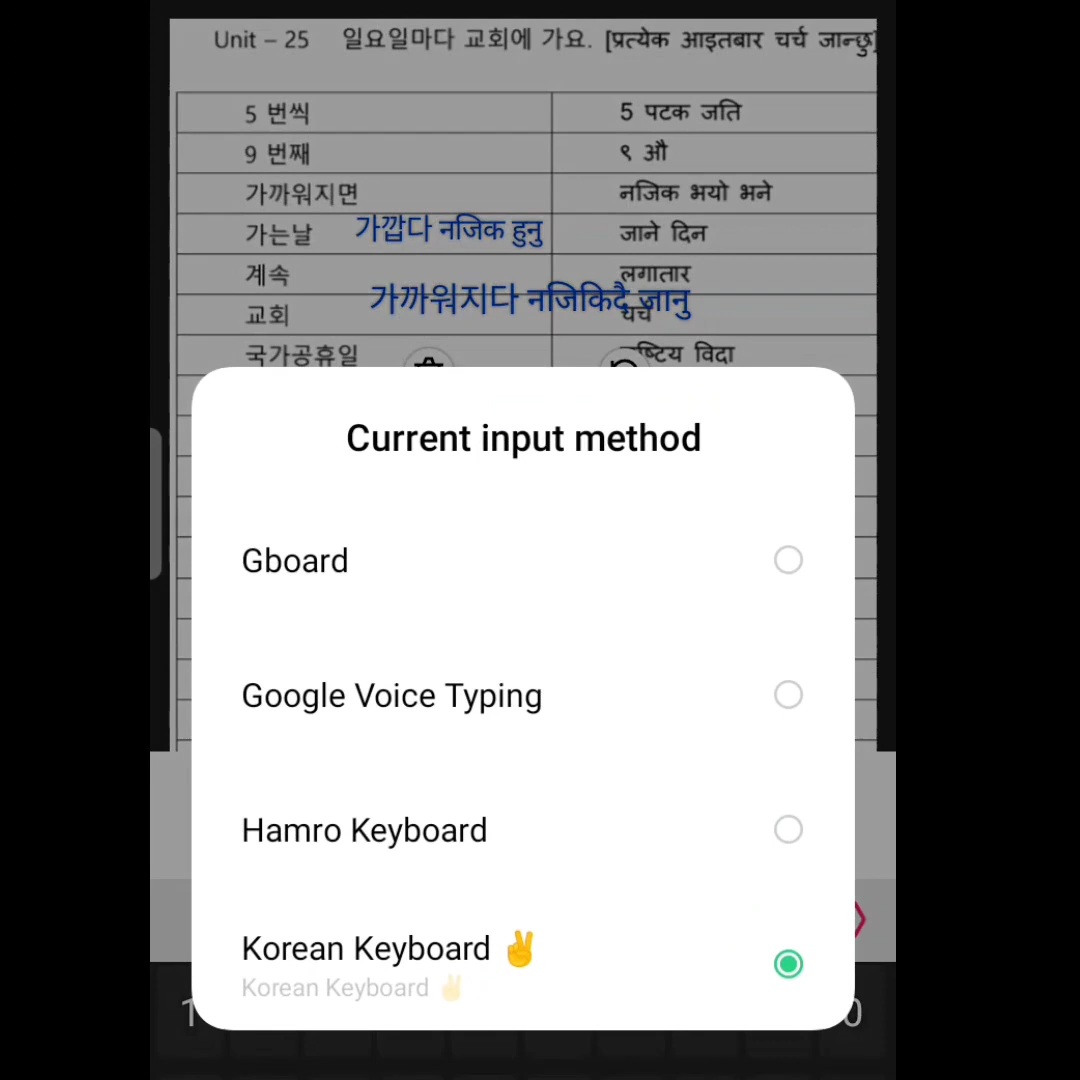 Unit – 25 일요일마다 교회에 가요. [प्रत्येक आइतबार चर्च जान्छु]
5 번씩 5 पटक जति
9 번째 ९ औ
가까워지면 नजिक भयो भने
가깝다 नजिक हुनु
가는날 जाने दिन
계속 लगातार
가까워지다 नजिकिदै जानु
교회 चर्च
국가공휴일 विदा
Current input method
Gboard
Google Voice Typing
Hamro Keyboard
Korean Keyboard ✌
Korean Keyboard ✌
1 0